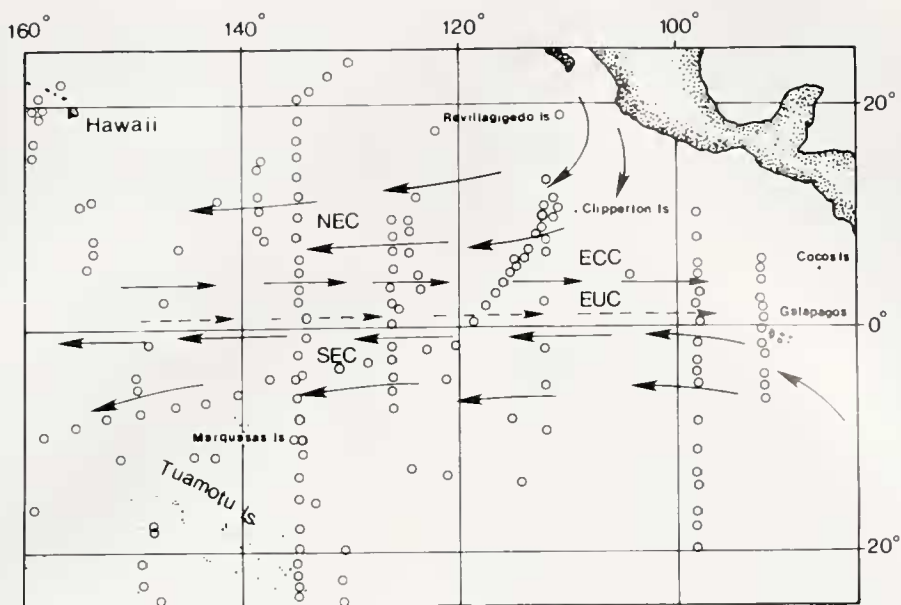 160° 140° 120° 100°
20°
Hawaii
Revillagigedo Is
NEC
Clipperton Is
ECC
Cocos Is
EUC
Galapagos
0°
SEC
Marquesas Is
Tuamotu Is
20°